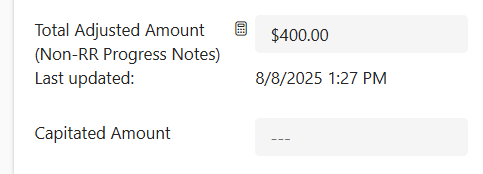 Total Adjusted Amount
(Non-RR Progress Notes)
$400.00
Last updated:
8/8/2025 1:27 PM
Capitated Amount
---